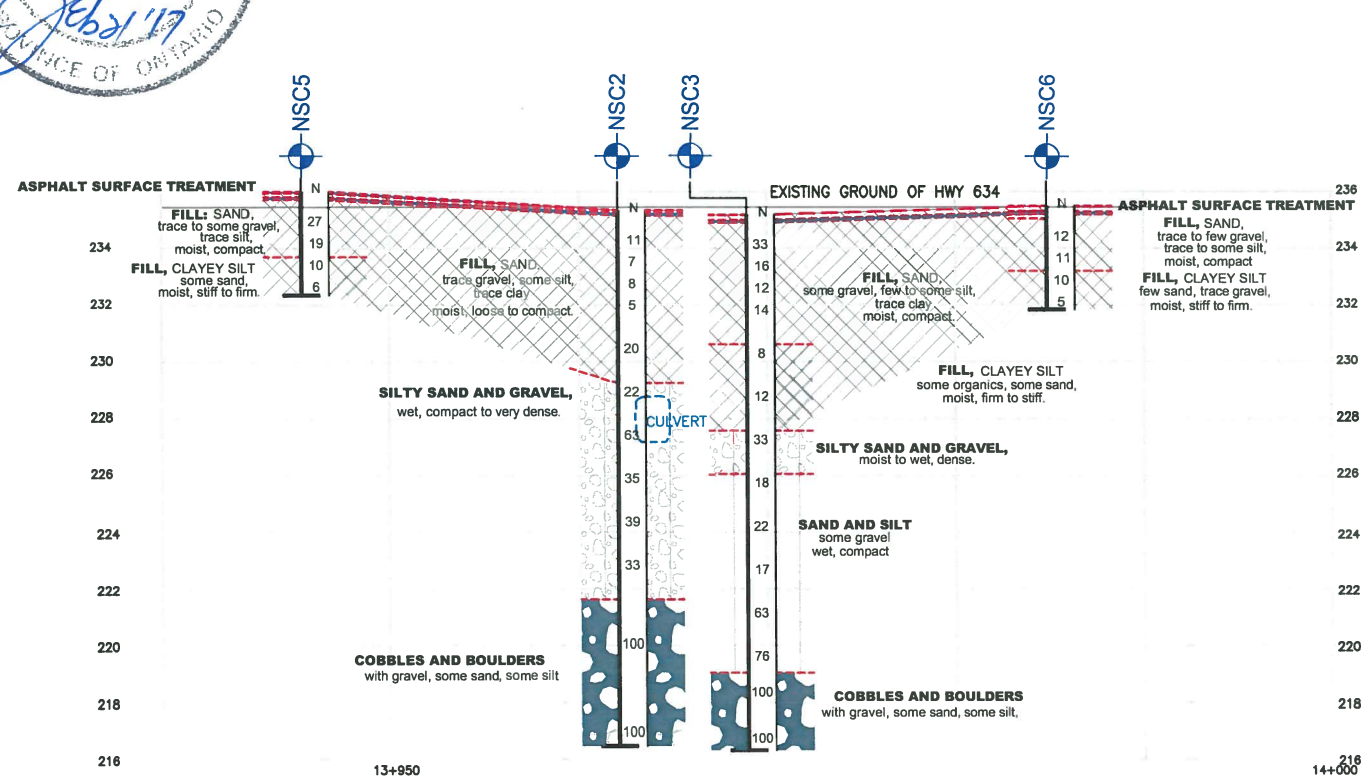 PROVINCE OF ONTARIO
NSC5
NSC2
NSC3
NSC6
ASPHALT SURFACE TREATMENT
N
N
N
N
EXISTING GROUND OF HWY 634
236
ASPHALT SURFACE TREATMENT
FILL: SAND,
trace to some gravel,
trace silt,
moist, compact.
27
19
10
6
FILL, CLAYEY SILT
some sand,
moist, stiff to firm.
FILL, SAND,
trace gravel, some silt,
trace clay
moist, loose to compact.
11
7
8
5
20
22
63
35
39
33
100
100
33
16
12
14
8
12
33
18
22
17
63
76
100
100
FILL, SAND,
some gravel, few to some silt,
trace clay
moist, compact.
12
11
10
5
FILL, SAND,
trace to few gravel,
trace to some silt,
moist, compact
FILL, CLAYEY SILT
few sand, trace gravel,
moist, stiff to firm.
FILL, CLAYEY SILT
some organics, some sand,
moist, firm to stiff.
SILTY SAND AND GRAVEL,
wet, compact to very dense.
CULVERT
SILTY SAND AND GRAVEL,
moist to wet, dense.
SAND AND SILT
some gravel
wet, compact
COBBLES AND BOULDERS
with gravel, some sand, some silt
COBBLES AND BOULDERS
with gravel, some sand, some silt,
234
232
230
228
226
224
222
220
218
216
234
232
230
228
226
224
222
220
218
216
13+950
14+000